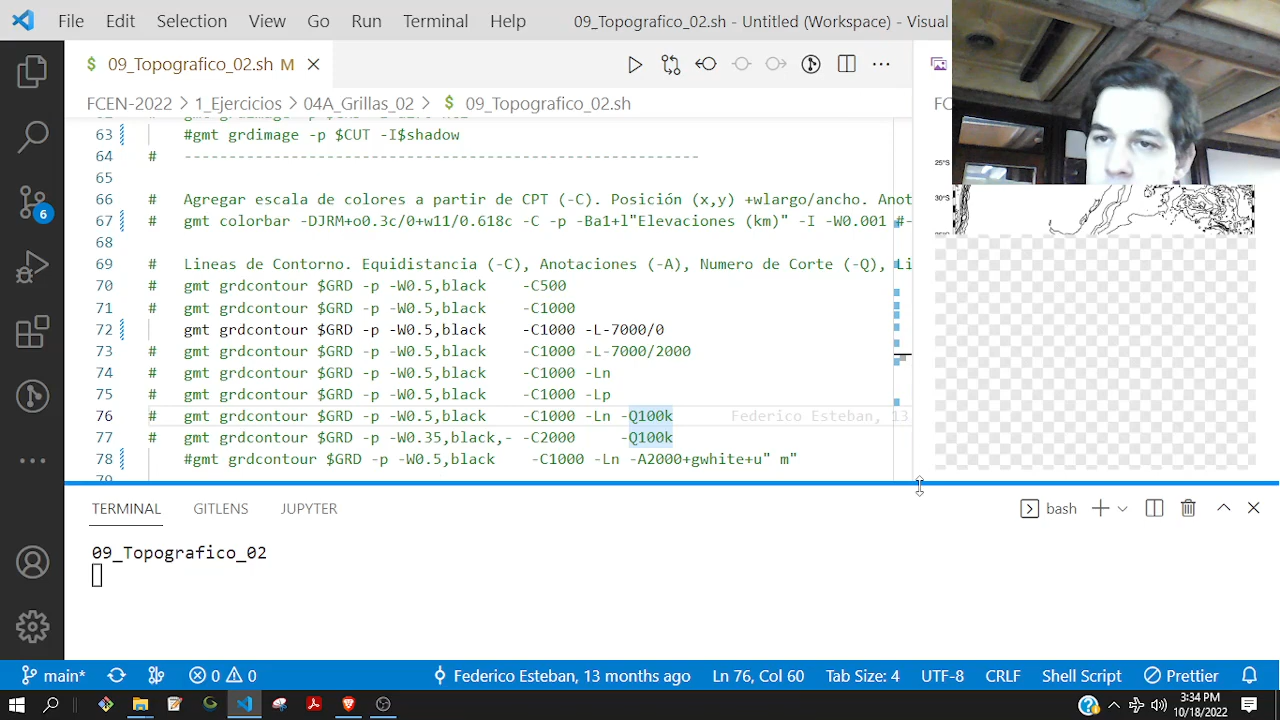 File Edit Selection View Go Run Terminal Help 09_Topografico_02.sh - Untitled (Workspace) - Visual
$ 09_Topografico_02.sh M
FCEN-2022 > 1_Ejercicios > 04A_Grillas_02 > $ 09_Topografico_02.sh FC
63 #gmt grdimage -p $CUT -I$shadow
64 # ----------------------------------------------------------
65
66 # Agregar escala de colores a partir de CPT (-C). Posición (x,y) +wlargo/ancho. Anot
67 # gmt colorbar -DJRM+o0.3c/0+w11/0.618c -C -p -Ba1+l"Elevaciones (km)" -I -W0.001 #-
68
69 # Lineas de Contorno. Equidistancia (-C), Anotaciones (-A), Numero de Corte (-Q), Li
70 # gmt grdcontour $GRD -p -W0.5,black -C500
71 # gmt grdcontour $GRD -p -W0.5,black -C1000
72 gmt grdcontour $GRD -p -W0.5,black -C1000 -L-7000/0
73 # gmt grdcontour $GRD -p -W0.5,black -C1000 -L-7000/2000
74 # gmt grdcontour $GRD -p -W0.5,black -C1000 -Ln
75 # gmt grdcontour $GRD -p -W0.5,black -C1000 -Lp
76 # gmt grdcontour $GRD -p -W0.5,black -C1000 -Ln -Q100k Federico Esteban, 13
77 # gmt grdcontour $GRD -p -W0.35,black,- -C2000 -Q100k
78 #gmt grdcontour $GRD -p -W0.5,black -C1000 -Ln -A2000+gwhite+u" m"
25°S
30°S
6
TERMINAL GITLENS JUPYTER bash
09_Topografico_02
main* 0 0 Federico Esteban, 13 months ago Ln 76, Col 60 Tab Size: 4 UTF-8 CRLF Shell Script Prettier
3:34 PM
10/18/2022